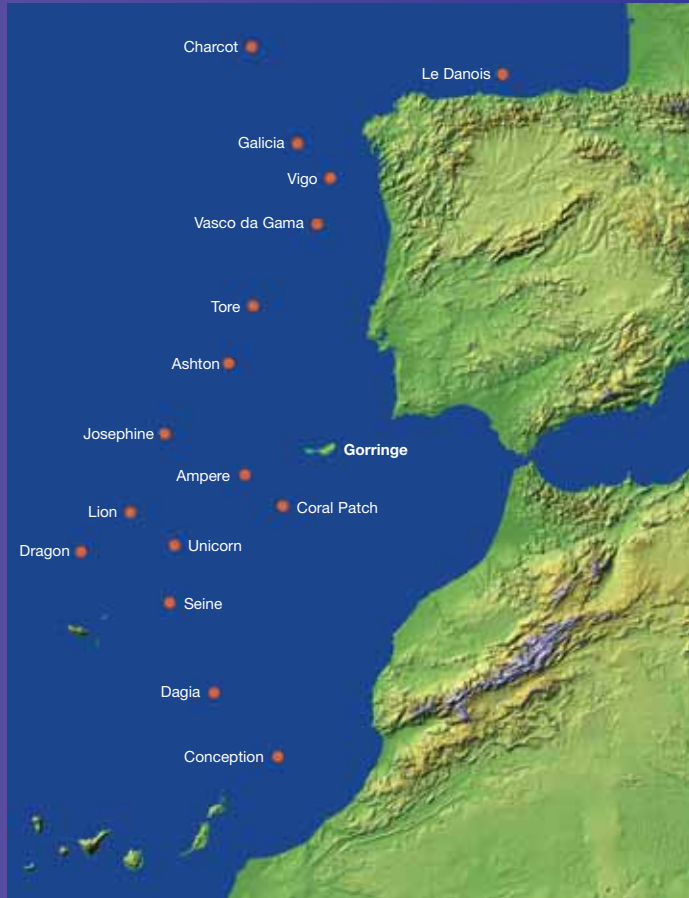 Charcot
Le Danois
Galicia
Vigo
Vasco da Gama
Tore
Ashton
Josephine
Gorringe
Ampere
Coral Patch
Lion
Unicorn
Dragon
Seine
Dagia
Conception